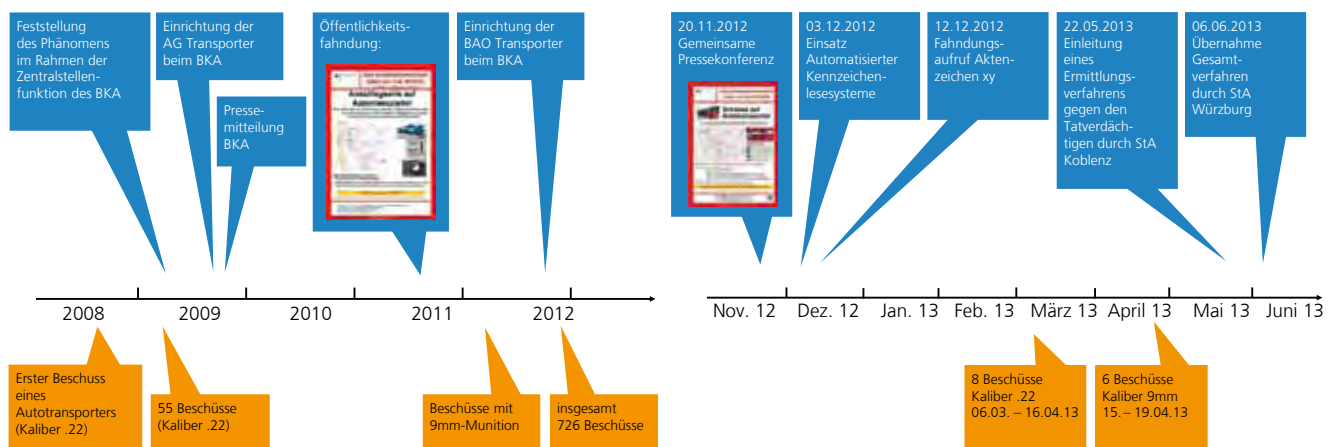 Feststellung
des Phänomens
im Rahmen der
Zentralstellen-
funktion des BKA
Einrichtung der
AG Transporter
beim BKA
Presse-
mitteilung
BKA
Öffentlichkeits-
fahndung:
Einrichtung der
BAO Transporter
beim BKA
2008
2009
2010
2011
2012
Erster Beschuss
eines
Autotransporters
(Kaliber .22)
55 Beschüsse
(Kaliber .22)
Beschüsse mit
9mm-Munition
insgesamt
726 Beschüsse
20.11.2012
Gemeinsame
Pressekonferenz
03.12.2012
Einsatz
Automatisierter
Kennzeichen-
lesesysteme
12.12.2012
Fahndungs-
aufruf Akten-
zeichen xy
22.05.2013
Einleitung
eines
Ermittlungs-
verfahrens
gegen den
Tatverdäch-
tigen durch StA
Koblenz
06.06.2013
Übernahme
Gesamt-
verfahren
durch StA
Würzburg
Nov. 12
Dez. 12
Jan. 13
Feb. 13
März 13
April 13
Mai 13
Juni 13
8 Beschüsse
Kaliber .22
06.03. – 16.04.13
6 Beschüsse
Kaliber 9mm
15. – 19.04.13